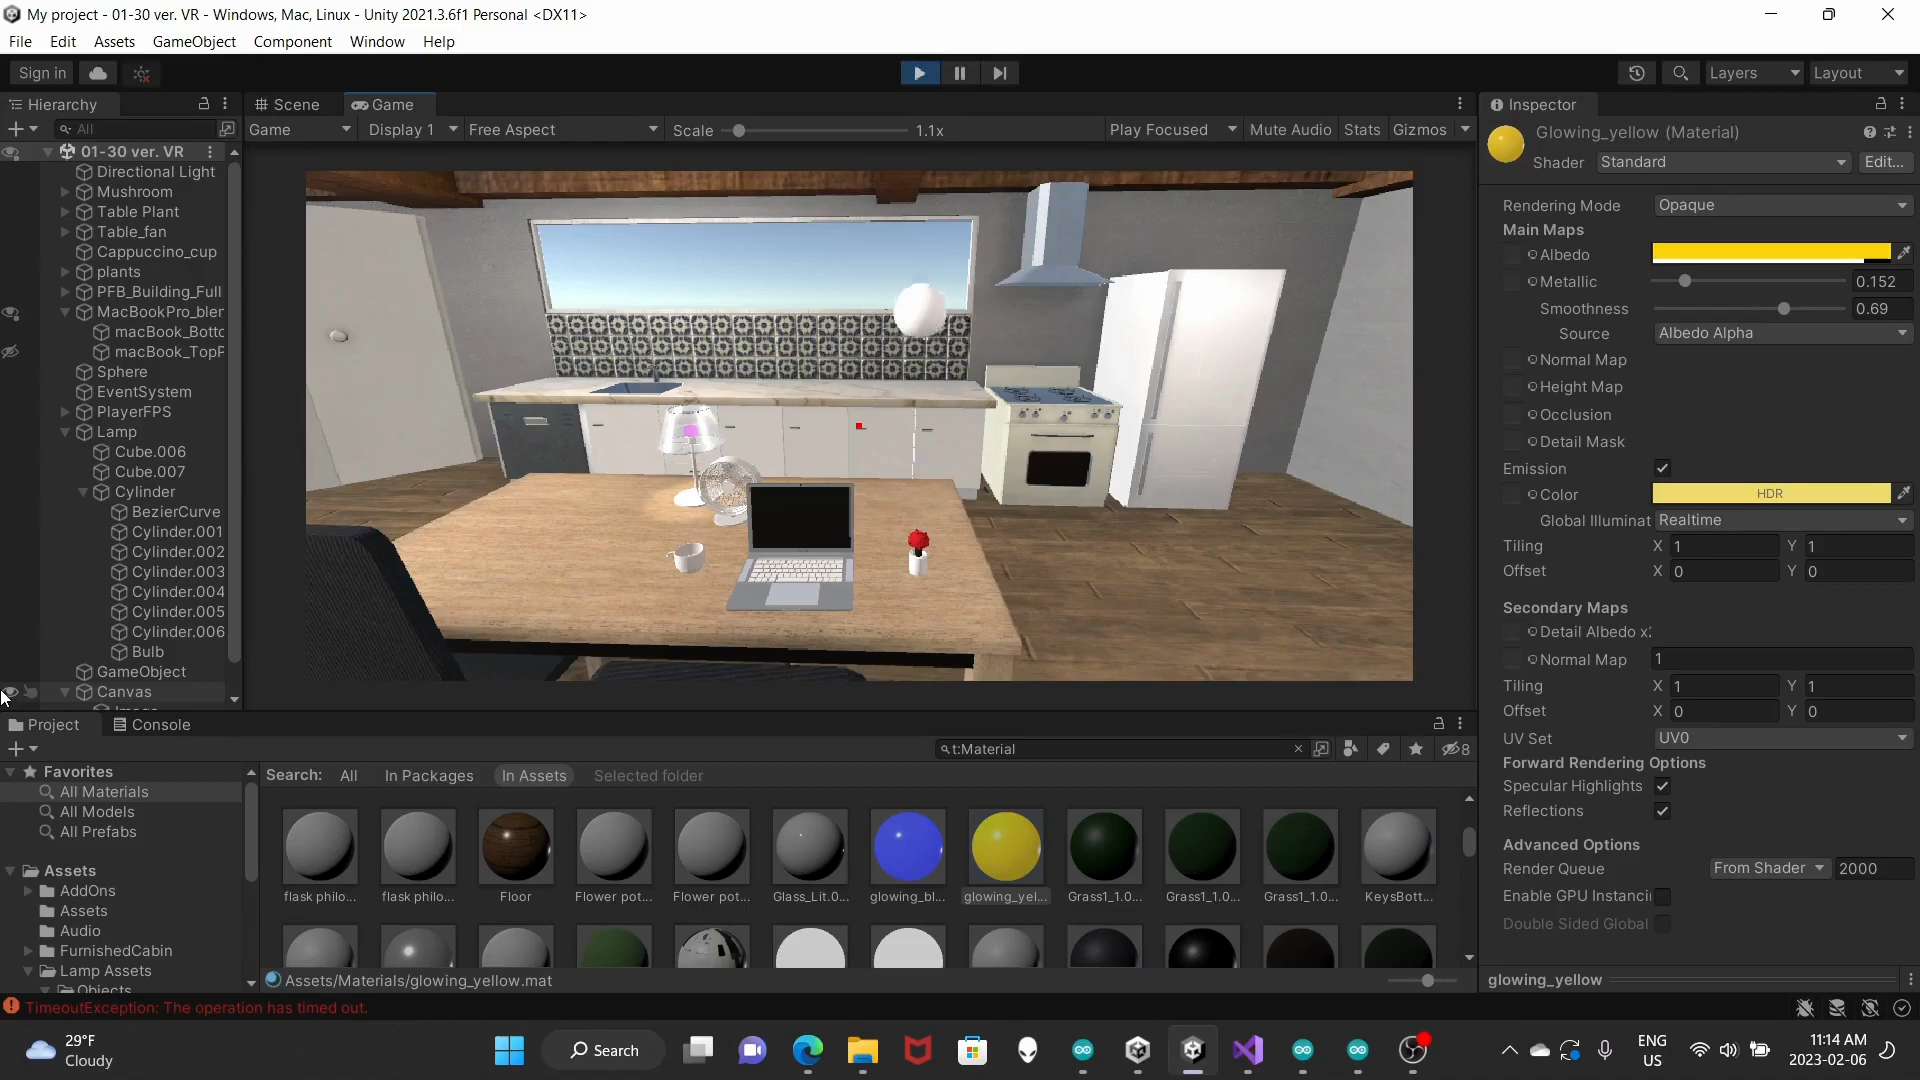 My project - 01-30 ver. VR - Windows, Mac, Linux - Unity 2021.3.6f1 Personal <DX11>
File Edit Assets GameObject Component Window Help
Sign in
Layers
Layout
Hierarchy
All
01-30 ver. VR
Directional Light
Mushroom
Table Plant
Table_fan
Cappuccino_cup
plants
PFB_Building_Full
MacBookPro_bler
macBook_Bottc
macBook_TopF
Sphere
EventSystem
PlayerFPS
Lamp
Cube.006
Cube.007
Cylinder
BezierCurve
Cylinder.001
Cylinder.002
Cylinder.003
Cylinder.004
Cylinder.005
Cylinder.006
Bulb
GameObject
Canvas
Scene
Game
Game
Display 1
Free Aspect
Scale
1.1x
Play Focused
Mute Audio
Stats
Gizmos
Inspector
Glowing_yellow (Material)
Shader
Standard
Edit...
Rendering Mode
Opaque
Main Maps
Albedo
Metallic
0.152
Smoothness
0.69
Source
Albedo Alpha
Normal Map
Height Map
Occlusion
Detail Mask
Emission
Color
HDR
Global Illuminat
Realtime
Tiling X 1 Y 1
Offset X 0 Y 0
Secondary Maps
Detail Albedo x
Normal Map
1
Tiling X 1 Y 1
Offset X 0 Y 0
UV Set
UV0
Forward Rendering Options
Specular Highlights
Reflections
Advanced Options
Render Queue
From Shader
2000
Enable GPU Instanci
Double Sided Global
glowing_yellow
Project
Console
t:Material
8
Favorites
All Materials
All Models
All Prefabs
Assets
AddOns
Assets
Audio
FurnishedCabin
Lamp Assets
Objects
Search: All In Packages In Assets Selected folder
flask philo... flask philo... Floor Flower pot... Flower pot... Glass_Lit.0... glowing_bl... glowing_yel... Grass1_1.0... Grass1_1.0... Grass1_1.0... KeysBott...
Assets/Materials/glowing_yellow.mat
TimeoutException: The operation has timed out.
29°F
Cloudy
Search
ENG
US
11:14 AM
2023-02-06